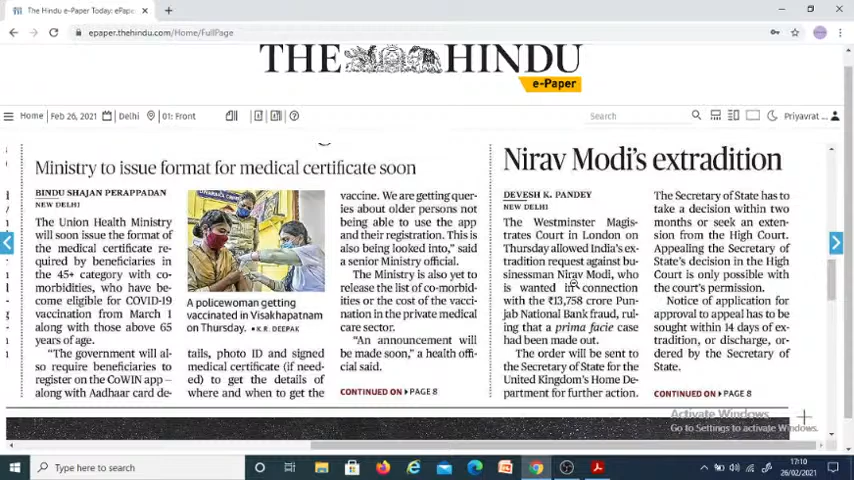 The Hindu e-Paper Today: ePape
epaper.thehindu.com/Home/FullPage
THE HINDU
e-Paper
Home
Feb 26, 2021
Delhi
01: Front
Search
Priyavrat ...
Ministry to issue format for medical certificate soon
BINDU SHAJAN PERAPPADAN
NEW DELHI
The Union Health Ministry
will soon issue the format of
the medical certificate re-
quired by beneficiaries in
the 45+ category with co-
morbidities, who have be-
come eligible for COVID-19
vaccination from March 1
along with those above 65
years of age.
"The government will al-
so require beneficiaries to
register on the CoWIN app –
along with Aadhaar card de-
A policewoman getting
vaccinated in Visakhapatnam
on Thursday. • K.R. DEEPAK
tails, photo ID and signed
medical certificate (if need-
ed) to get the details of
where and when to get the
vaccine. We are getting quer-
ies about older persons not
being able to use the app
and their registration. This is
also being looked into," said
a senior Ministry official.
The Ministry is also yet to
release the list of co-morbid-
ities or the cost of the vacci-
nation in the private medical
care sector.
"An announcement will
be made soon," a health offi-
cial said.
CONTINUED ON ▸ PAGE 8
Nirav Modi's extradition
DEVESH K. PANDEY
NEW DELHI
The Westminster Magis-
trates Court in London on
Thursday allowed India's ex-
tradition request against bu-
sinessman Nirav Modi, who
is wanted in connection
with the ₹13,758 crore Pun-
jab National Bank fraud, rul-
ing that a prima facie case
had been made out.
The order will be sent to
the Secretary of State for the
United Kingdom's Home De-
partment for further action.
The Secretary of State has to
take a decision within two
months or seek an exten-
sion from the High Court.
Appealing the Secretary of
State's decision in the High
Court is only possible with
the court's permission.
Notice of application for
approval to appeal has to be
sought within 14 days of ex-
tradition, or discharge, or-
dered by the Secretary of
State.
CONTINUED ON ▸ PAGE 8
Activate Windows
Go to Settings to activate Windows.
Type here to search
17:10
26/02/2021